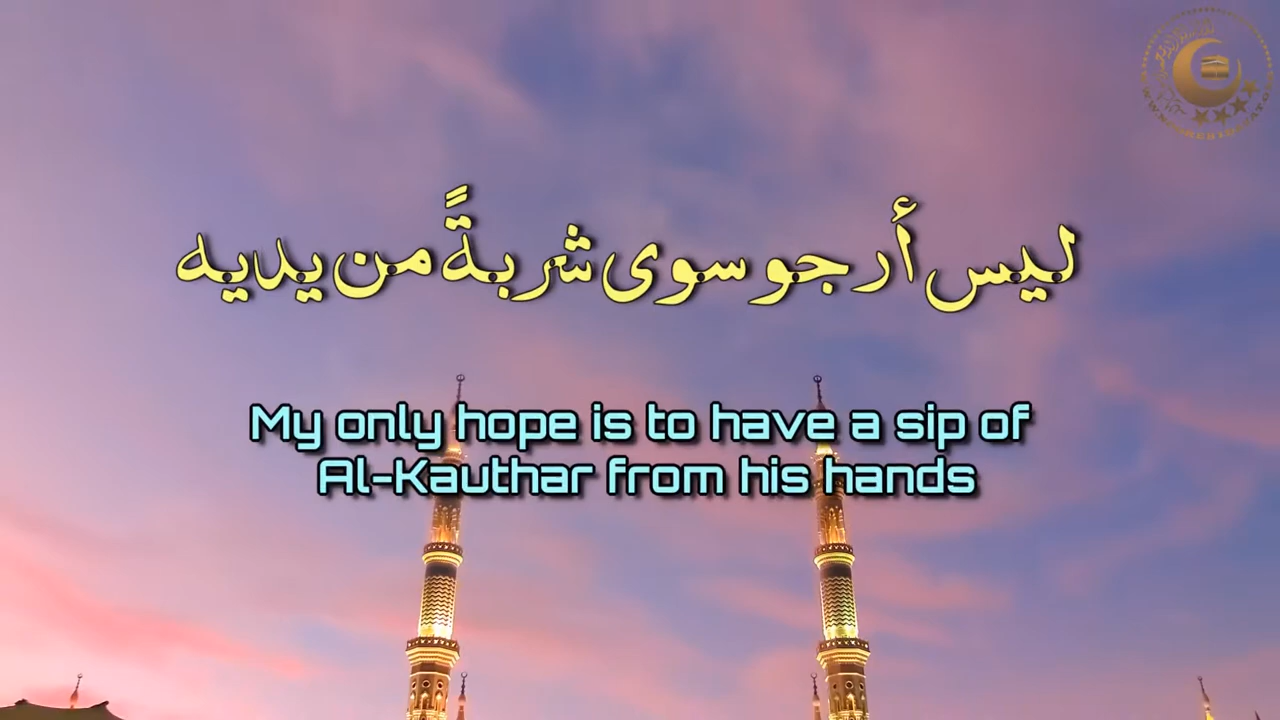 ليس أرجو سوى شربةً من يديه
My only hope is to have a sip of
Al-Kauthar from his hands